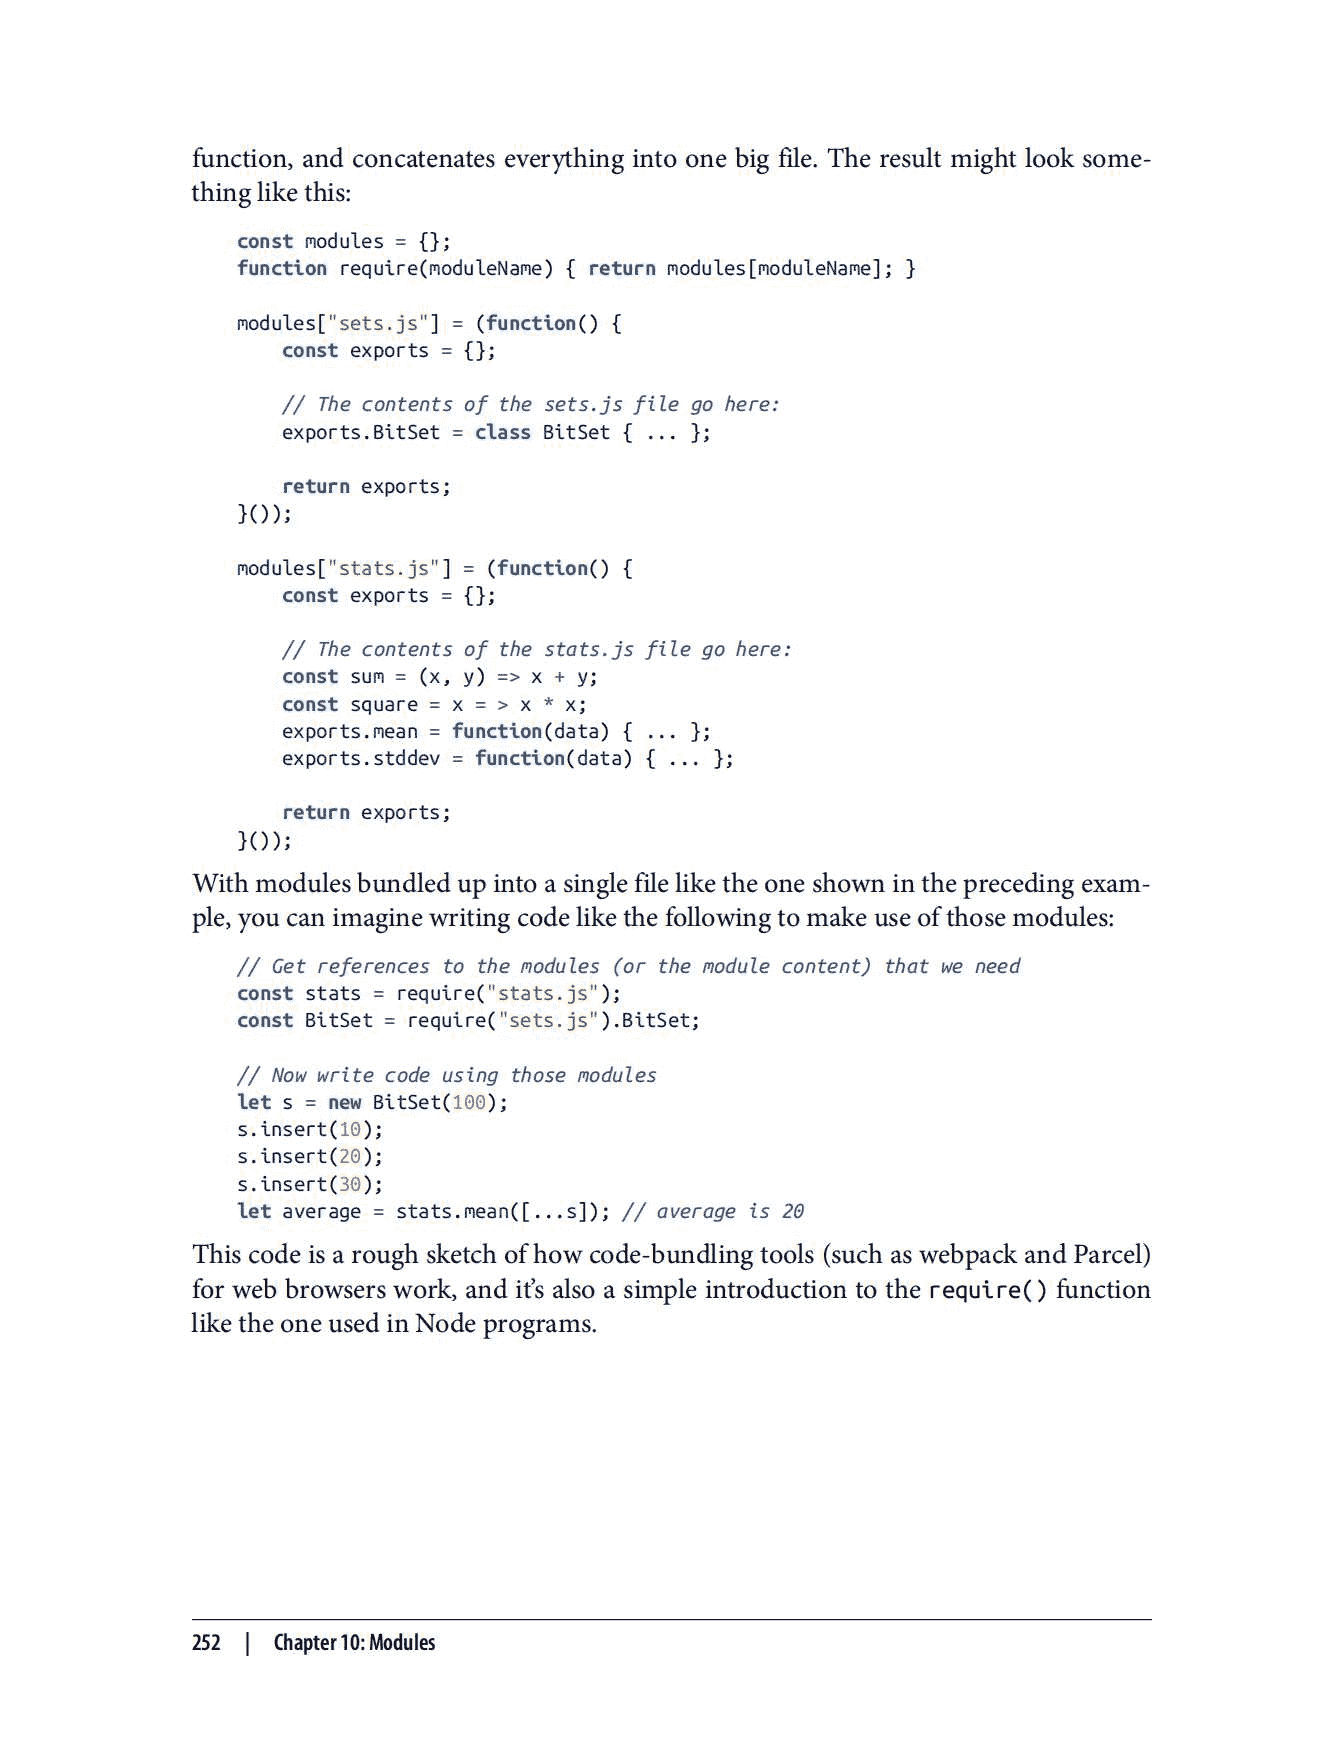 function, and concatenates everything into one big file. The result might look some-
thing like this:
const modules = {};
function require(moduleName) { return modules[moduleName]; }
modules["sets.js"] = (function() {
const exports = {};
// The contents of the sets.js file go here:
exports.BitSet = class BitSet { ... };
return exports;
}());
modules["stats.js"] = (function() {
const exports = {};
// The contents of the stats.js file go here:
const sum = (x, y) => x + y;
const square = x = > x * x;
exports.mean = function(data) { ... };
exports.stddev = function(data) { ... };
return exports;
}());
With modules bundled up into a single file like the one shown in the preceding exam-
ple, you can imagine writing code like the following to make use of those modules:
// Get references to the modules (or the module content) that we need
const stats = require("stats.js");
const BitSet = require("sets.js").BitSet;
// Now write code using those modules
let s = new BitSet(100);
s.insert(10);
s.insert(20);
s.insert(30);
let average = stats.mean([...s]); // average is 20
This code is a rough sketch of how code-bundling tools (such as webpack and Parcel)
for web browsers work, and it’s also a simple introduction to the require() function
like the one used in Node programs.
252 | Chapter 10: Modules